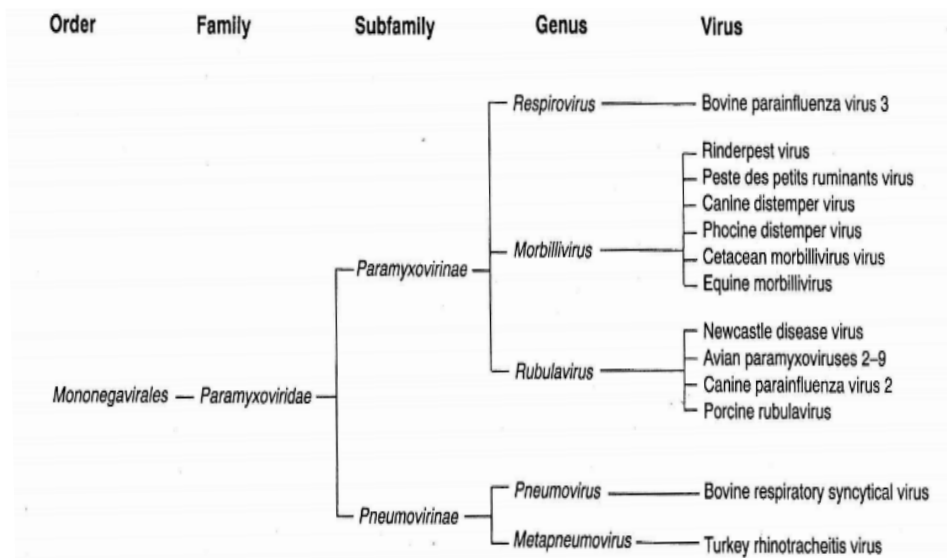 Order Family Subfamily Genus Virus
Respirovirus Bovine parainfluenza virus 3
Rinderpest virus
Peste des petits ruminants virus
Canine distemper virus
Phocine distemper virus
Morbillivirus
Cetacean morbillivirus virus
Paramyxovirinae
Equine morbillivirus
Newcastle disease virus
Avian paramyxoviruses 2–9
Rubulavirus
Canine parainfluenza virus 2
Mononegavirales Paramyxoviridae
Porcine rubulavirus
Pneumovirus Bovine respiratory syncytical virus
Pneumovirinae
Metapneumovirus Turkey rhinotracheitis virus